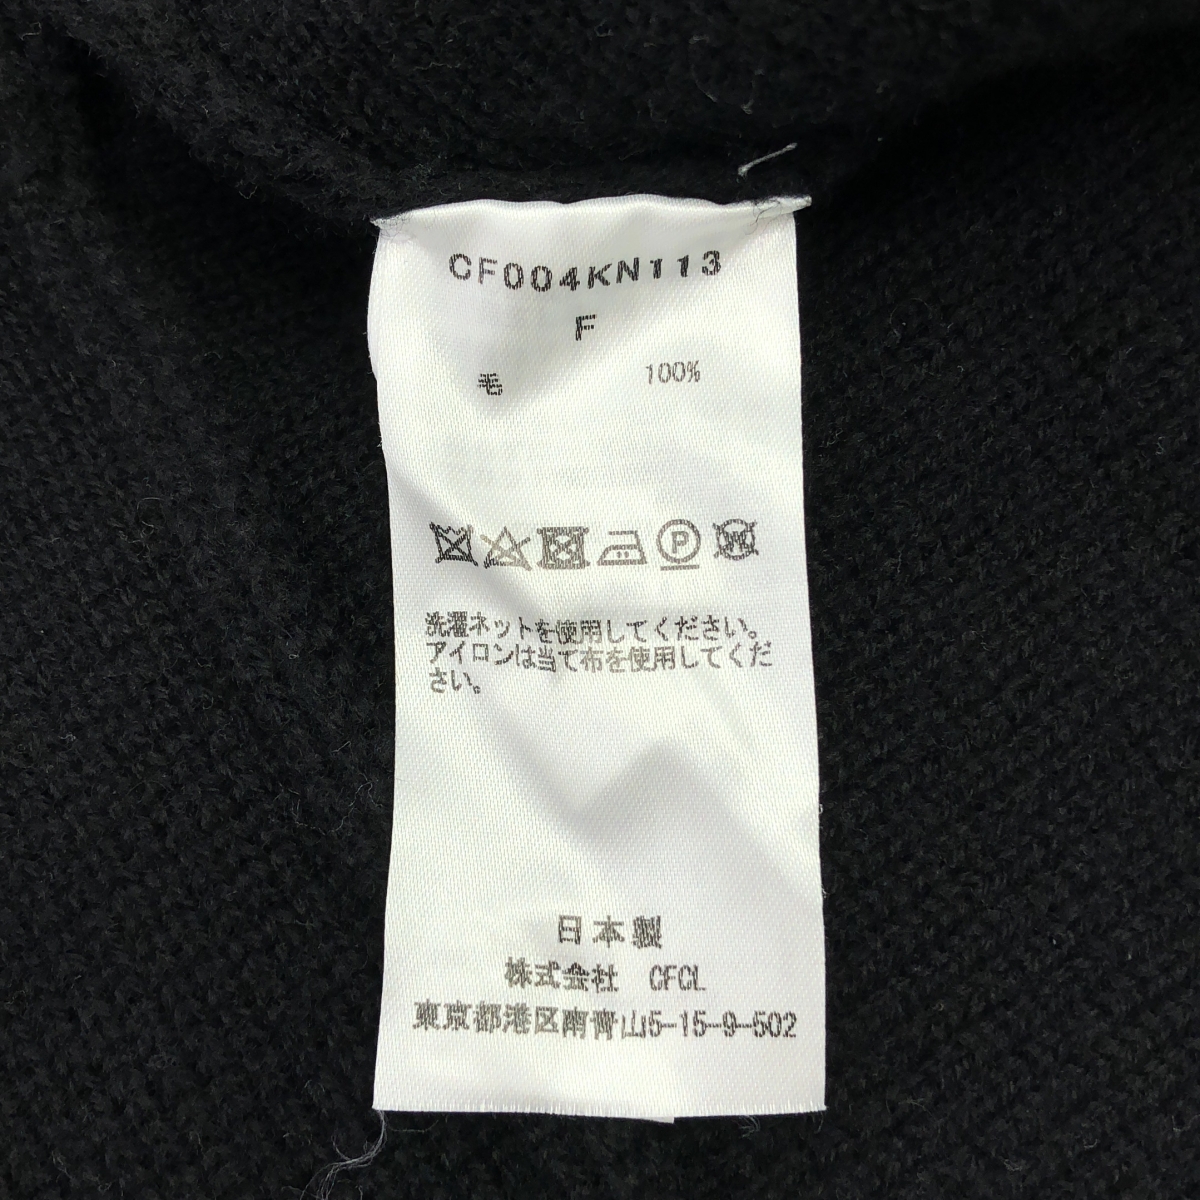 CF004KN113
F
毛 100%
P W
洗濯ネットを使用してください。
アイロンは当て布を使用してくだ
さい。
日本製
株式会社 CFCL
東京都港区南青山5-15-9-502